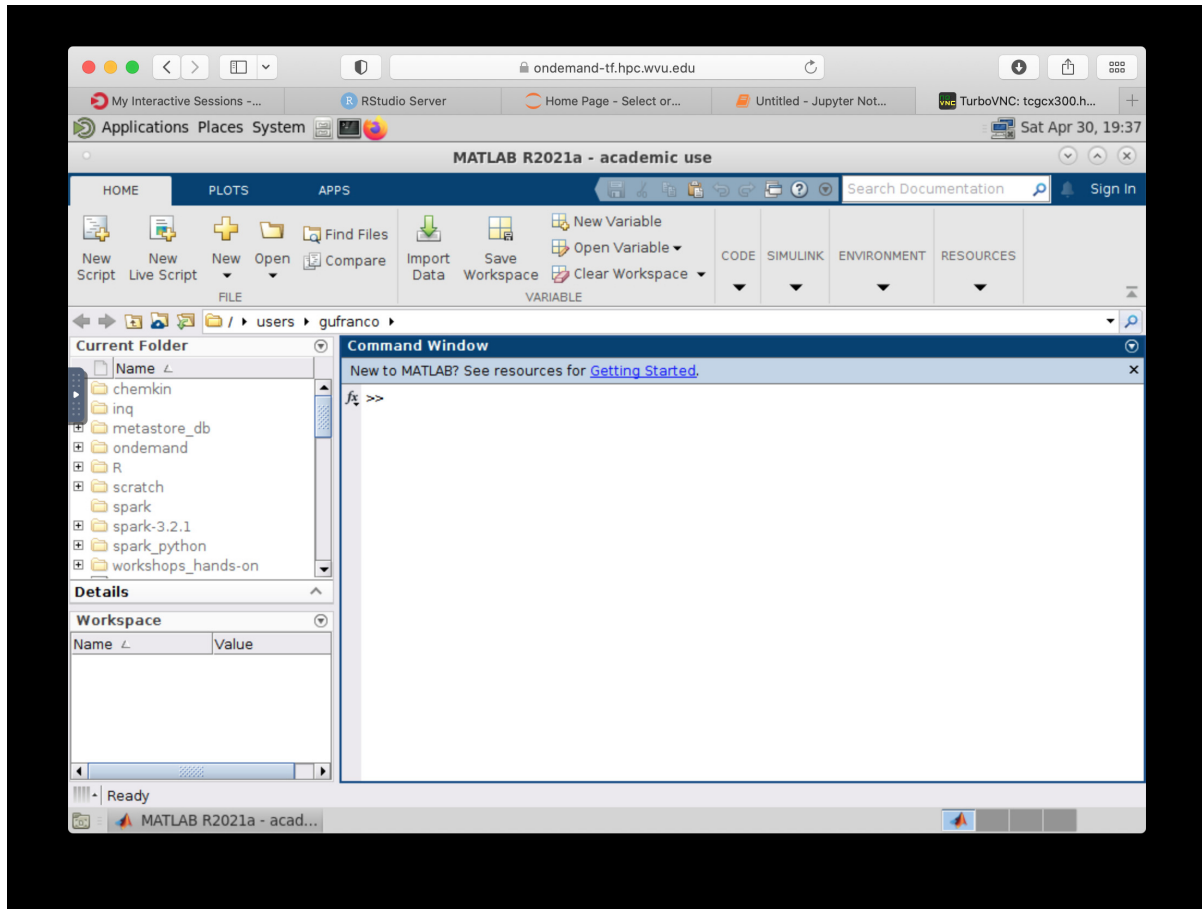 ondemand-tf.hpc.wvu.edu
My Interactive Sessions -...
RStudio Server
Home Page - Select or...
Untitled - Jupyter Not...
TurboVNC: tcgcx300.h...
Applications Places System
Sat Apr 30, 19:37
MATLAB R2021a - academic use
HOME PLOTS APPS
Search Documentation
Sign In
New Script
New Live Script
New
Open
Find Files
Compare
FILE
Import Data
Save Workspace
New Variable
Open Variable
Clear Workspace
VARIABLE
CODE
SIMULINK
ENVIRONMENT
RESOURCES
/ users gufranco
Current Folder
Name
chemkin
inq
metastore_db
ondemand
R
scratch
spark
spark-3.2.1
spark_python
workshops_hands-on
Details
Workspace
Name Value
Command Window
New to MATLAB? See resources for Getting Started.
fx >>
Ready
MATLAB R2021a - acad...